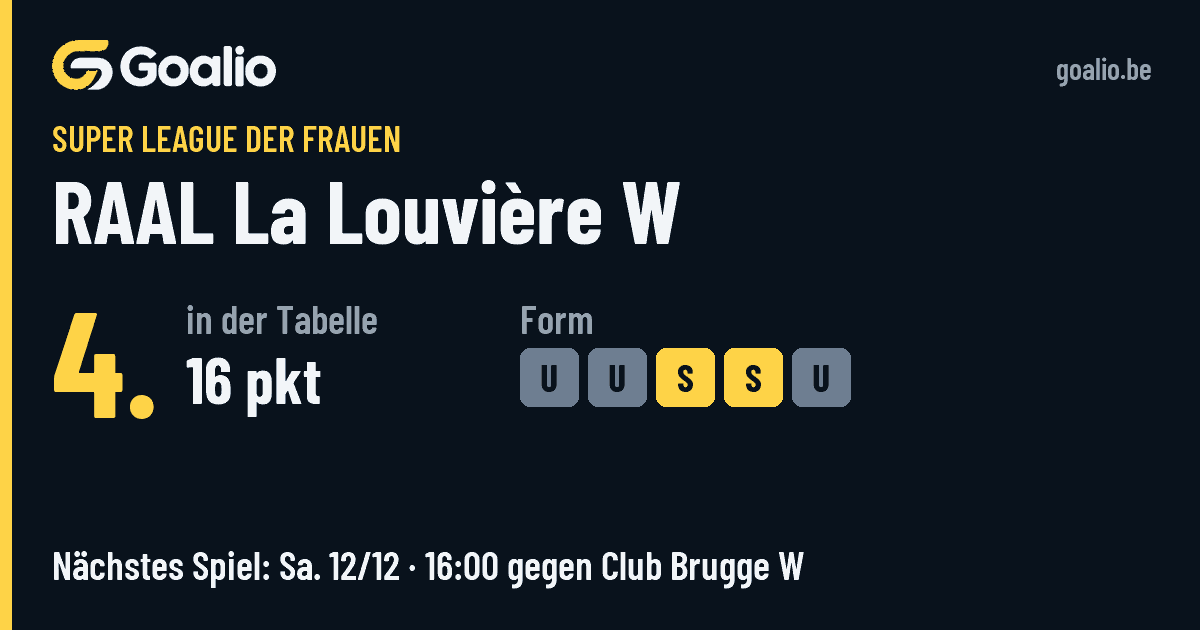 Goalio
goalio.be
SUPER LEAGUE DER FRAUEN
RAAL La Louvière W
4.
in der Tabelle
16 pkt
Form
U U S S U
Nächstes Spiel: Sa. 12/12 · 16:00 gegen Club Brugge W